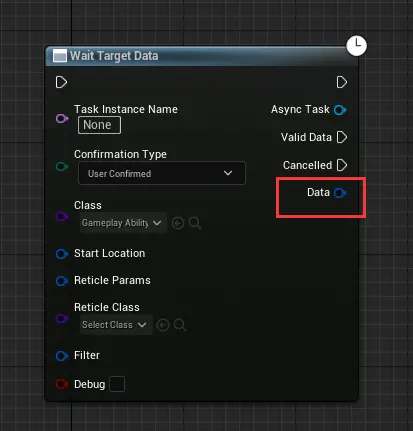 Wait Target Data
Task Instance Name
None
Async Task
Valid Data
Confirmation Type
User Confirmed
Cancelled
Data
Class
Gameplay Ability
Start Location
Reticle Params
Reticle Class
Select Class
Filter
Debug